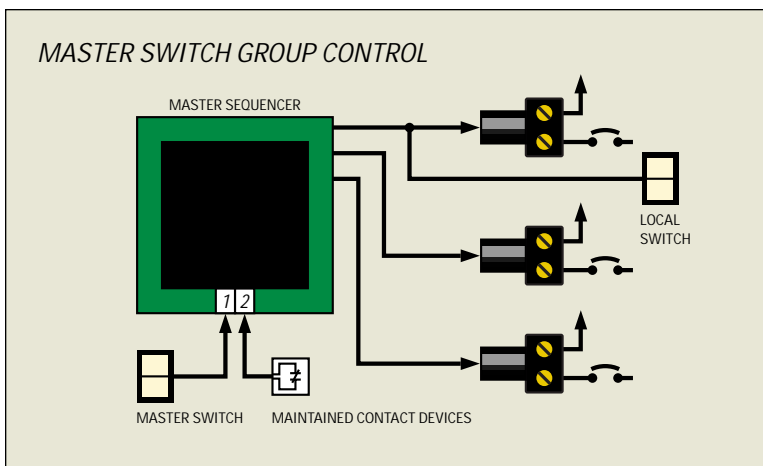 MASTER SWITCH GROUP CONTROL
MASTER SEQUENCER
LOCAL
SWITCH
1 2
MASTER SWITCH
MAINTAINED CONTACT DEVICES